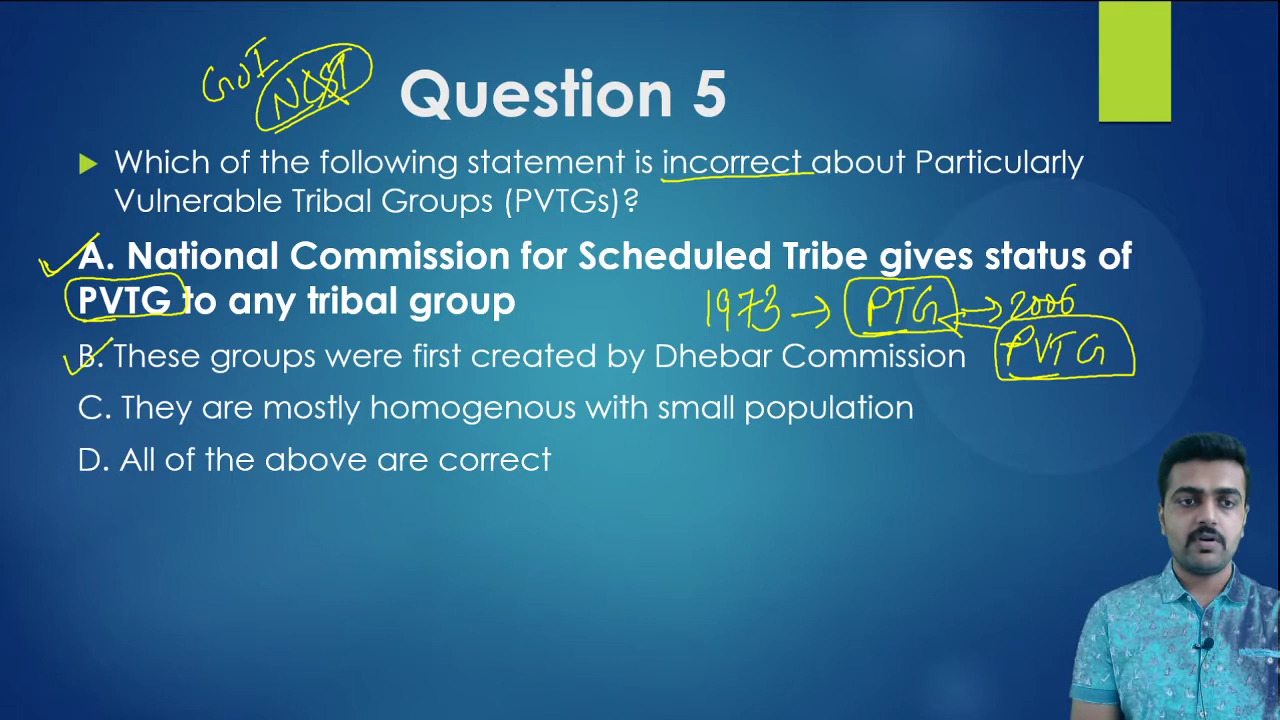 GoI
NCST
Question 5
Which of the following statement is incorrect about Particularly
Vulnerable Tribal Groups (PVTGs)?
A. National Commission for Scheduled Tribe gives status of
PVTG to any tribal group
1973 → PTG → 2006
B. These groups were first created by Dhebar Commission
PVTG
C. They are mostly homogenous with small population
D. All of the above are correct